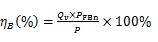 η_B(%) = (Q_v × P_FBn) / P × 100%